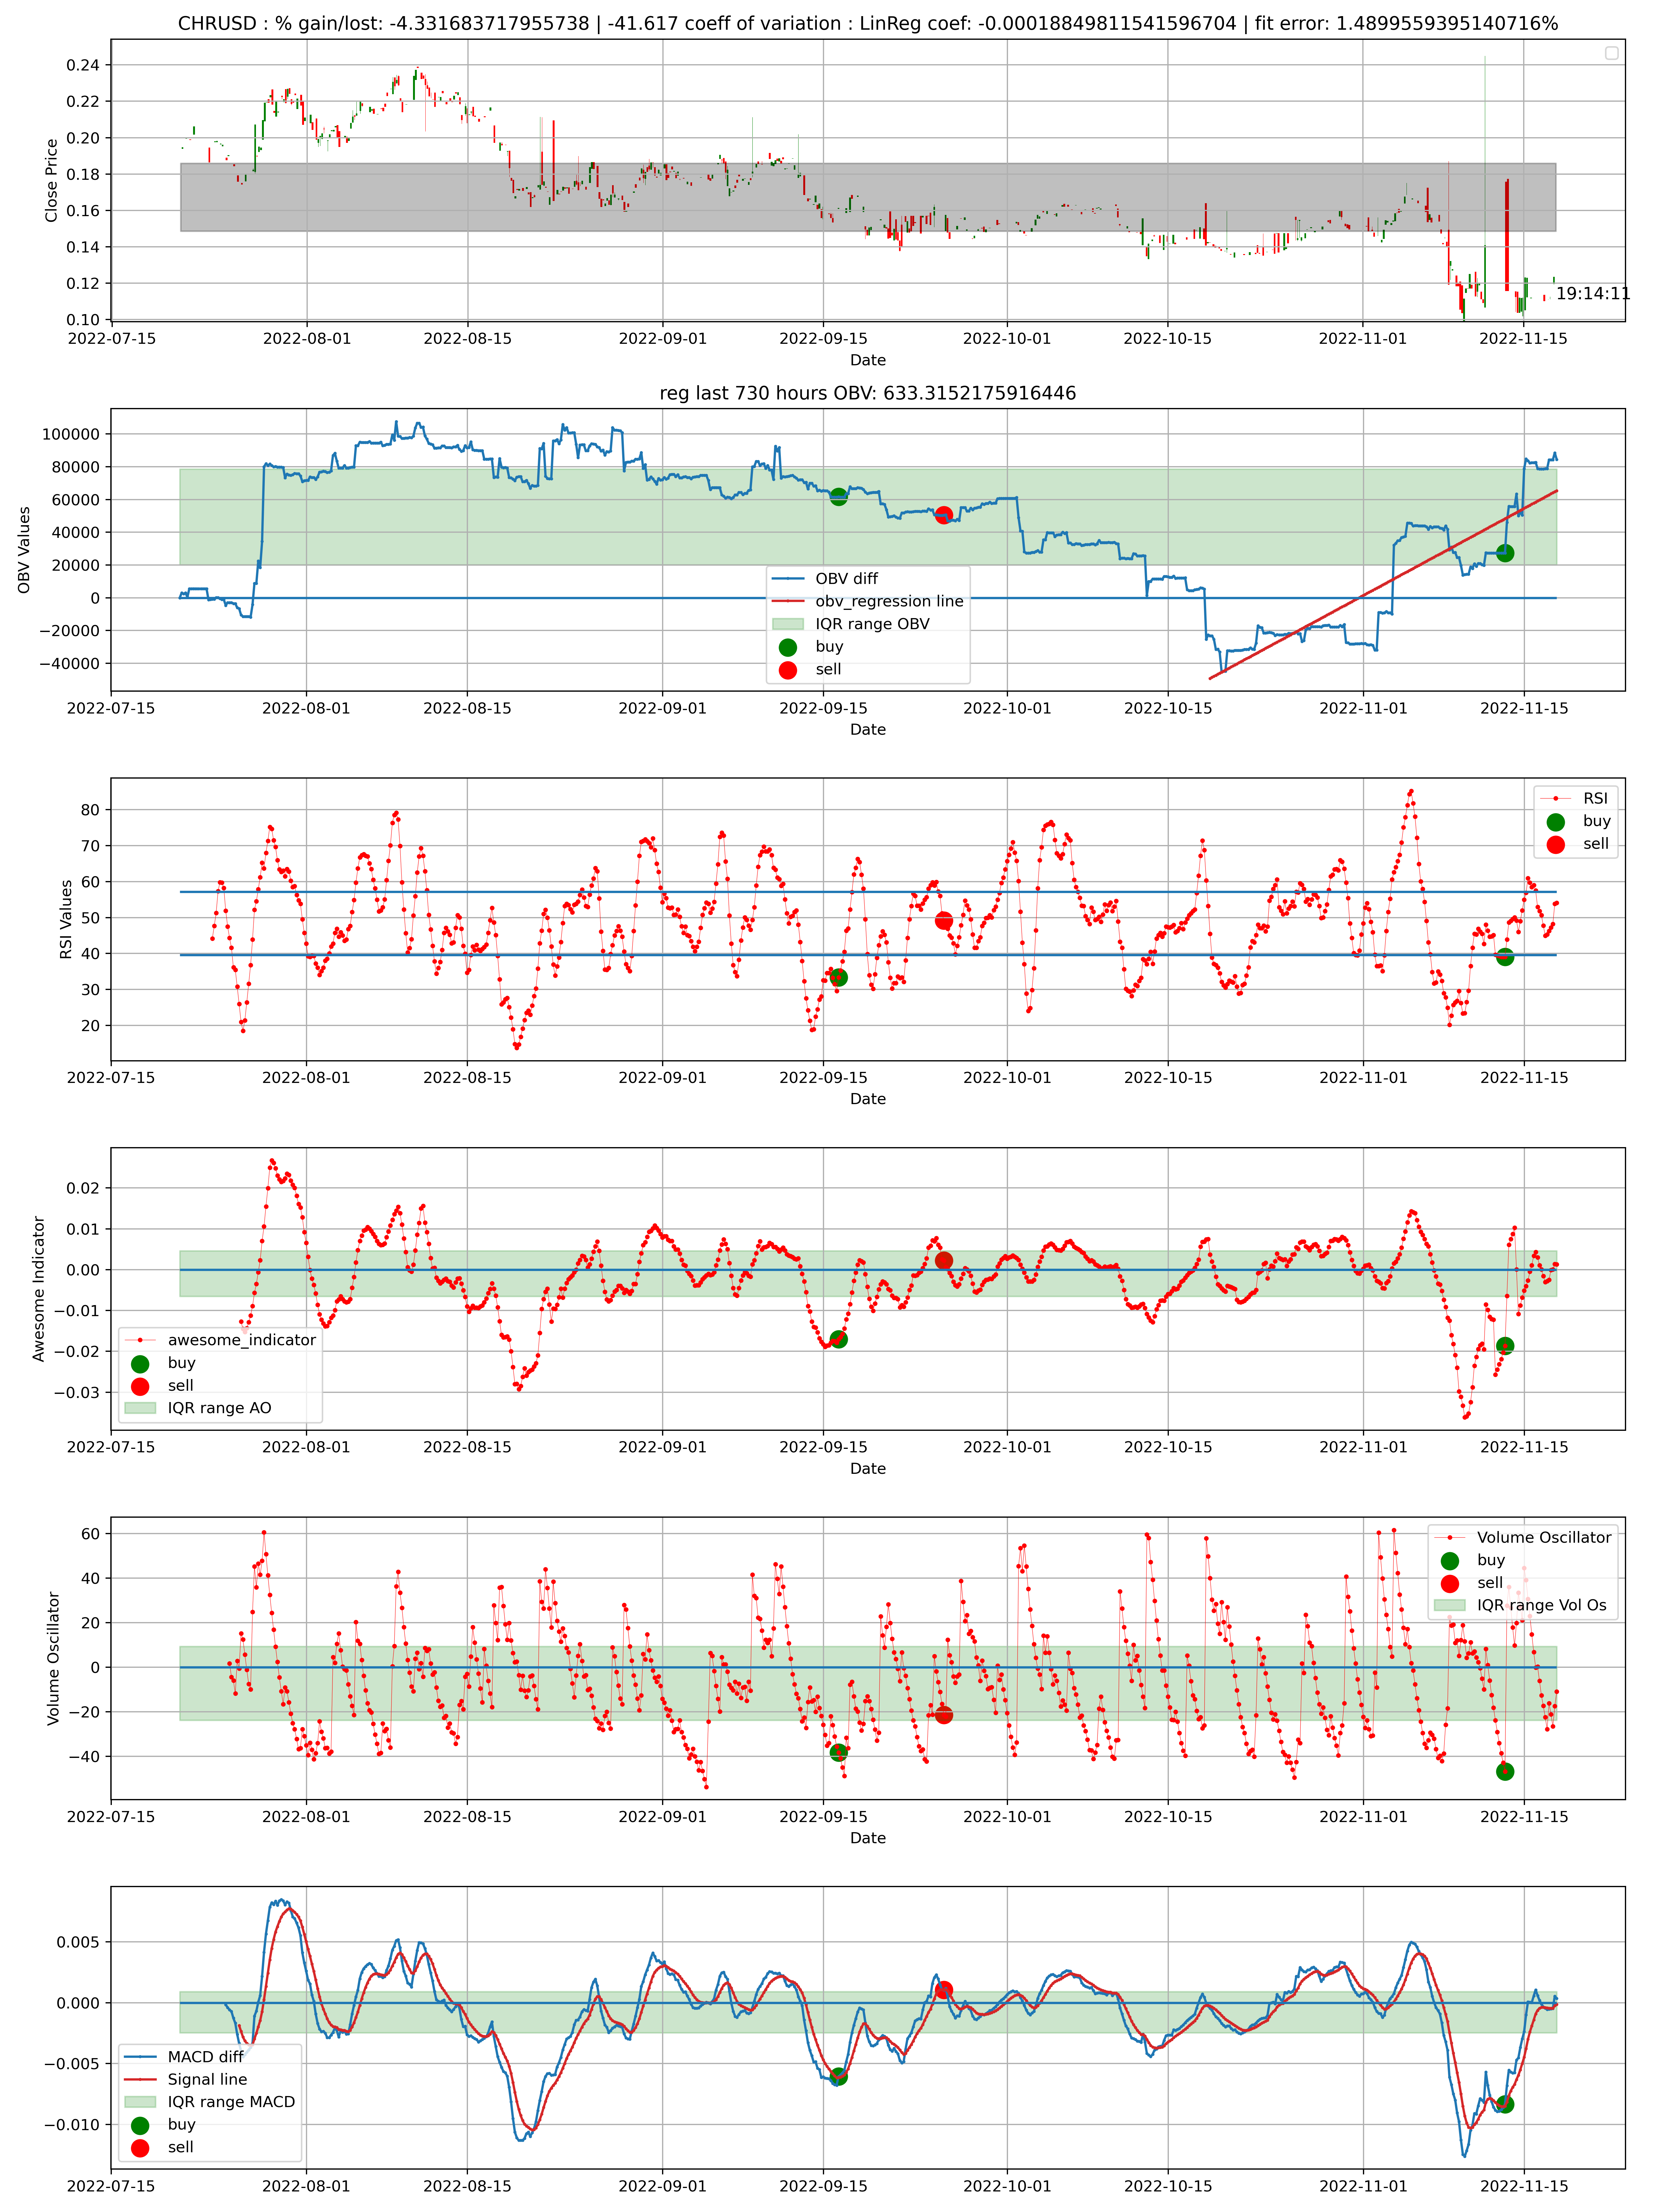 CHRUSD : % gain/lost: -4.331683717955738 | -41.617 coeff of variation : LinReg coef: -0.00018849811541596704 | fit error: 1.4899559395140716%
Close Price
0.24
0.22
0.20
0.18
0.16
0.14
0.12
0.10
19:14:11
2022-07-15 2022-08-01 2022-08-15 2022-09-01 2022-09-15 2022-10-01 2022-10-15 2022-11-01 2022-11-15
Date
reg last 730 hours OBV: 633.3152175916446
OBV Values
100000
80000
60000
40000
20000
0
−20000
−40000
OBV diff
obv_regression line
IQR range OBV
buy
sell
2022-07-15 2022-08-01 2022-08-15 2022-09-01 2022-09-15 2022-10-01 2022-10-15 2022-11-01 2022-11-15
Date
RSI Values
80
70
60
50
40
30
20
RSI
buy
sell
2022-07-15 2022-08-01 2022-08-15 2022-09-01 2022-09-15 2022-10-01 2022-10-15 2022-11-01 2022-11-15
Date
Awesome Indicator
0.02
0.01
0.00
−0.01
−0.02
−0.03
awesome_indicator
buy
sell
IQR range AO
2022-07-15 2022-08-01 2022-08-15 2022-09-01 2022-09-15 2022-10-01 2022-10-15 2022-11-01 2022-11-15
Date
Volume Oscillator
60
40
20
0
−20
−40
Volume Oscillator
buy
sell
IQR range Vol Os
2022-07-15 2022-08-01 2022-08-15 2022-09-01 2022-09-15 2022-10-01 2022-10-15 2022-11-01 2022-11-15
Date
0.005
0.000
−0.005
−0.010
MACD diff
Signal line
IQR range MACD
buy
sell
2022-07-15 2022-08-01 2022-08-15 2022-09-01 2022-09-15 2022-10-01 2022-10-15 2022-11-01 2022-11-15